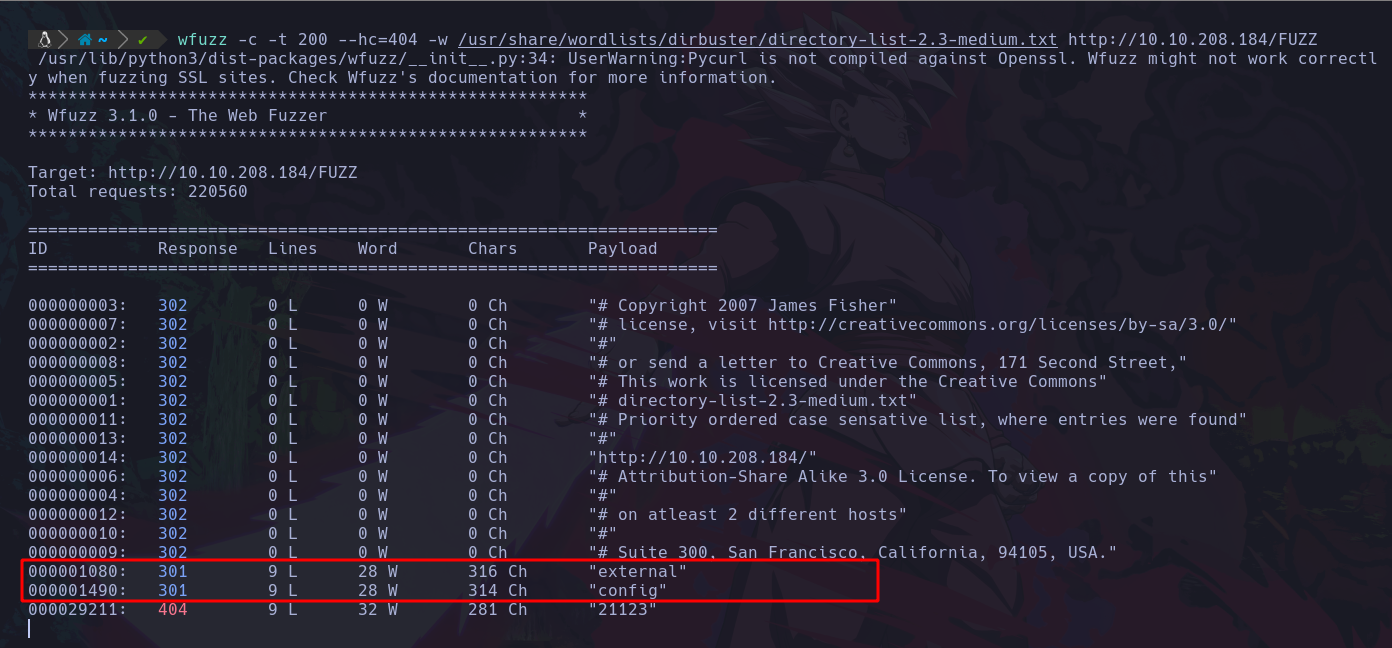 ~ ✔ wfuzz -c -t 200 --hc=404 -w /usr/share/wordlists/dirbuster/directory-list-2.3-medium.txt http://10.10.208.184/FUZZ
/usr/lib/python3/dist-packages/wfuzz/__init__.py:34: UserWarning:Pycurl is not compiled against Openssl. Wfuzz might not work correctl
y when fuzzing SSL sites. Check Wfuzz's documentation for more information.
********************************************************
* Wfuzz 3.1.0 - The Web Fuzzer                         *
********************************************************
Target: http://10.10.208.184/FUZZ
Total requests: 220560
=====================================================================
ID           Response   Lines    Word       Chars       Payload
=====================================================================
000000003:   302        0 L      0 W        0 Ch        "# Copyright 2007 James Fisher"
000000007:   302        0 L      0 W        0 Ch        "# license, visit http://creativecommons.org/licenses/by-sa/3.0/"
000000002:   302        0 L      0 W        0 Ch        "#"
000000008:   302        0 L      0 W        0 Ch        "# or send a letter to Creative Commons, 171 Second Street,"
000000005:   302        0 L      0 W        0 Ch        "# This work is licensed under the Creative Commons"
000000001:   302        0 L      0 W        0 Ch        "# directory-list-2.3-medium.txt"
000000011:   302        0 L      0 W        0 Ch        "# Priority ordered case sensative list, where entries were found"
000000013:   302        0 L      0 W        0 Ch        "#"
000000014:   302        0 L      0 W        0 Ch        "http://10.10.208.184/"
000000006:   302        0 L      0 W        0 Ch        "# Attribution-Share Alike 3.0 License. To view a copy of this"
000000004:   302        0 L      0 W        0 Ch        "#"
000000012:   302        0 L      0 W        0 Ch        "# on atleast 2 different hosts"
000000010:   302        0 L      0 W        0 Ch        "#"
000000009:   302        0 L      0 W        0 Ch        "# Suite 300, San Francisco, California, 94105, USA."
000001080:   301        9 L      28 W       316 Ch      "external"
000001490:   301        9 L      28 W       314 Ch      "config"
000029211:   404        9 L      32 W       281 Ch      "21123"